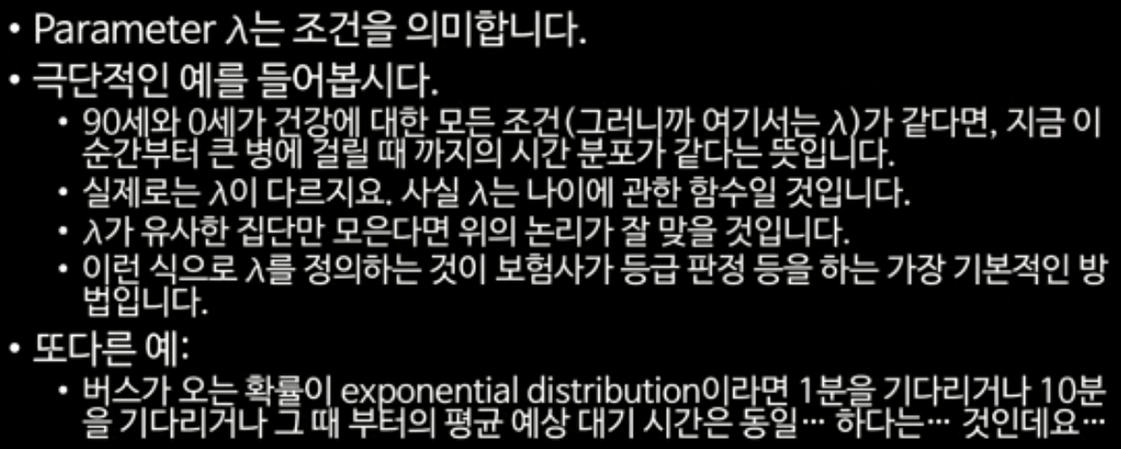 • Parameter λ는 조건을 의미합니다.
• 극단적인 예를 들어봅시다.
• 90세와 0세가 건강에 대한 모든 조건(그러니까 여기서는 λ)가 같다면, 지금 이
순간부터 큰 병에 걸릴 때 까지의 시간 분포가 같다는 뜻입니다.
• 실제로는 λ이 다르지요. 사실 λ는 나이에 관한 함수일 것입니다.
• λ가 유사한 집단만 모은다면 위의 논리가 잘 맞을 것입니다.
• 이런 식으로 λ를 정의하는 것이 보험사가 등급 판정 등을 하는 가장 기본적인 방
법입니다.
• 또다른 예:
• 버스가 오는 확률이 exponential distribution이라면 1분을 기다리거나 10분
을 기다리거나 그 때 부터의 평균 예상 대기 시간은 동일… 하다는… 것인데요…